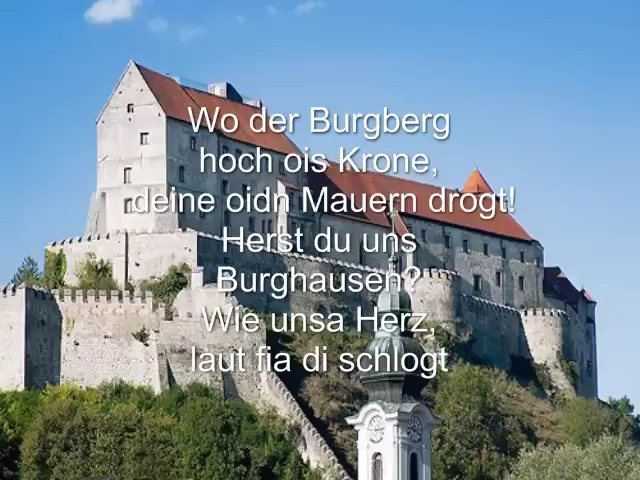 Wo der Burgberg
hoch ois Krone,
deine oidn Mauern drogt!
Herst du uns
Burghausen?
Wie unsa Herz,
laut fia di schlogt